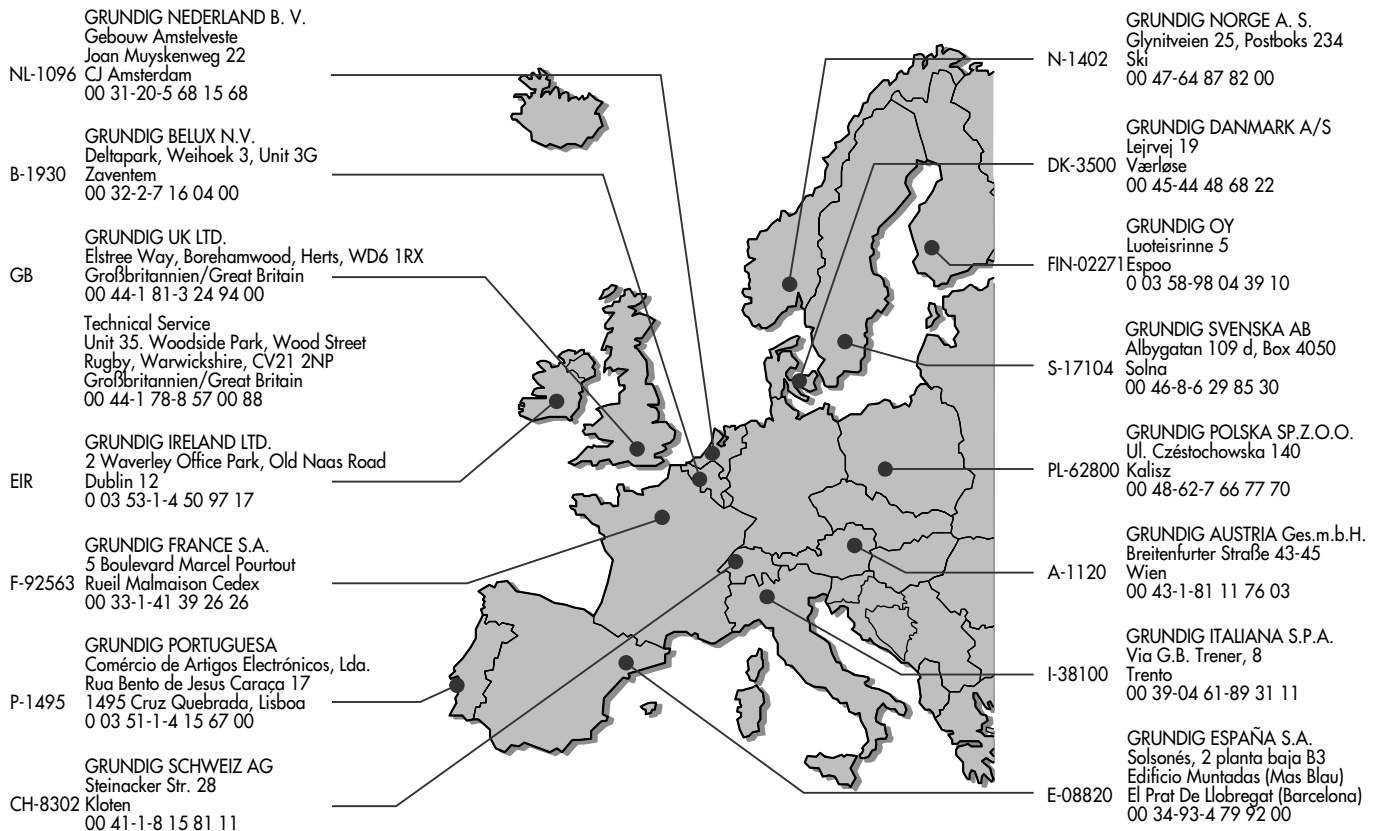 GRUNDIG NEDERLAND B. V.
Gebouw Amstelveste
Joan Muyskenweg 22
NL-1096 CJ Amsterdam
00 31-20-5 68 15 68
GRUNDIG BELUX N.V.
Deltapark, Weihoek 3, Unit 3G
B-1930 Zaventem
00 32-2-7 16 04 00
GRUNDIG UK LTD.
Elstree Way, Borehamwood, Herts, WD6 1RX
GB Großbritannien/Great Britain
00 44-1 81-3 24 94 00
Technical Service
Unit 35. Woodside Park, Wood Street
Rugby, Warwickshire, CV21 2NP
Großbritannien/Great Britain
00 44-1 78-8 57 00 88
GRUNDIG IRELAND LTD.
2 Waverley Office Park, Old Naas Road
EIR Dublin 12
0 03 53-1-4 50 97 17
GRUNDIG FRANCE S.A.
5 Boulevard Marcel Pourtout
F-92563 Rueil Malmaison Cedex
00 33-1-41 39 26 26
GRUNDIG PORTUGUESA
Comércio de Artigos Electrónicos, Lda.
Rua Bento de Jesus Caraça 17
P-1495 1495 Cruz Quebrada, Lisboa
0 03 51-1-4 15 67 00
GRUNDIG SCHWEIZ AG
Steinacker Str. 28
CH-8302 Kloten
00 41-1-8 15 81 11
GRUNDIG NORGE A. S.
Glynitveien 25, Postboks 234
N-1402 Ski
00 47-64 87 82 00
GRUNDIG DANMARK A/S
Lejrvej 19
DK-3500 Værløse
00 45-44 48 68 22
GRUNDIG OY
Luoteisrinne 5
FIN-02271 Espoo
0 03 58-98 04 39 10
GRUNDIG SVENSKA AB
Albygatan 109 d, Box 4050
S-17104 Solna
00 46-8-6 29 85 30
GRUNDIG POLSKA SP.Z.O.O.
Ul. Czéstochowska 140
PL-62800 Kalisz
00 48-62-7 66 77 70
GRUNDIG AUSTRIA Ges.m.b.H.
Breitenfurter Straße 43-45
A-1120 Wien
00 43-1-81 11 76 03
GRUNDIG ITALIANA S.P.A.
Via G.B. Trener, 8
I-38100 Trento
00 39-04 61-89 31 11
GRUNDIG ESPAÑA S.A.
Solsonés, 2 planta baja B3
Edificio Muntadas (Mas Blau)
E-08820 El Prat De Llobregat (Barcelona)
00 34-93-4 79 92 00